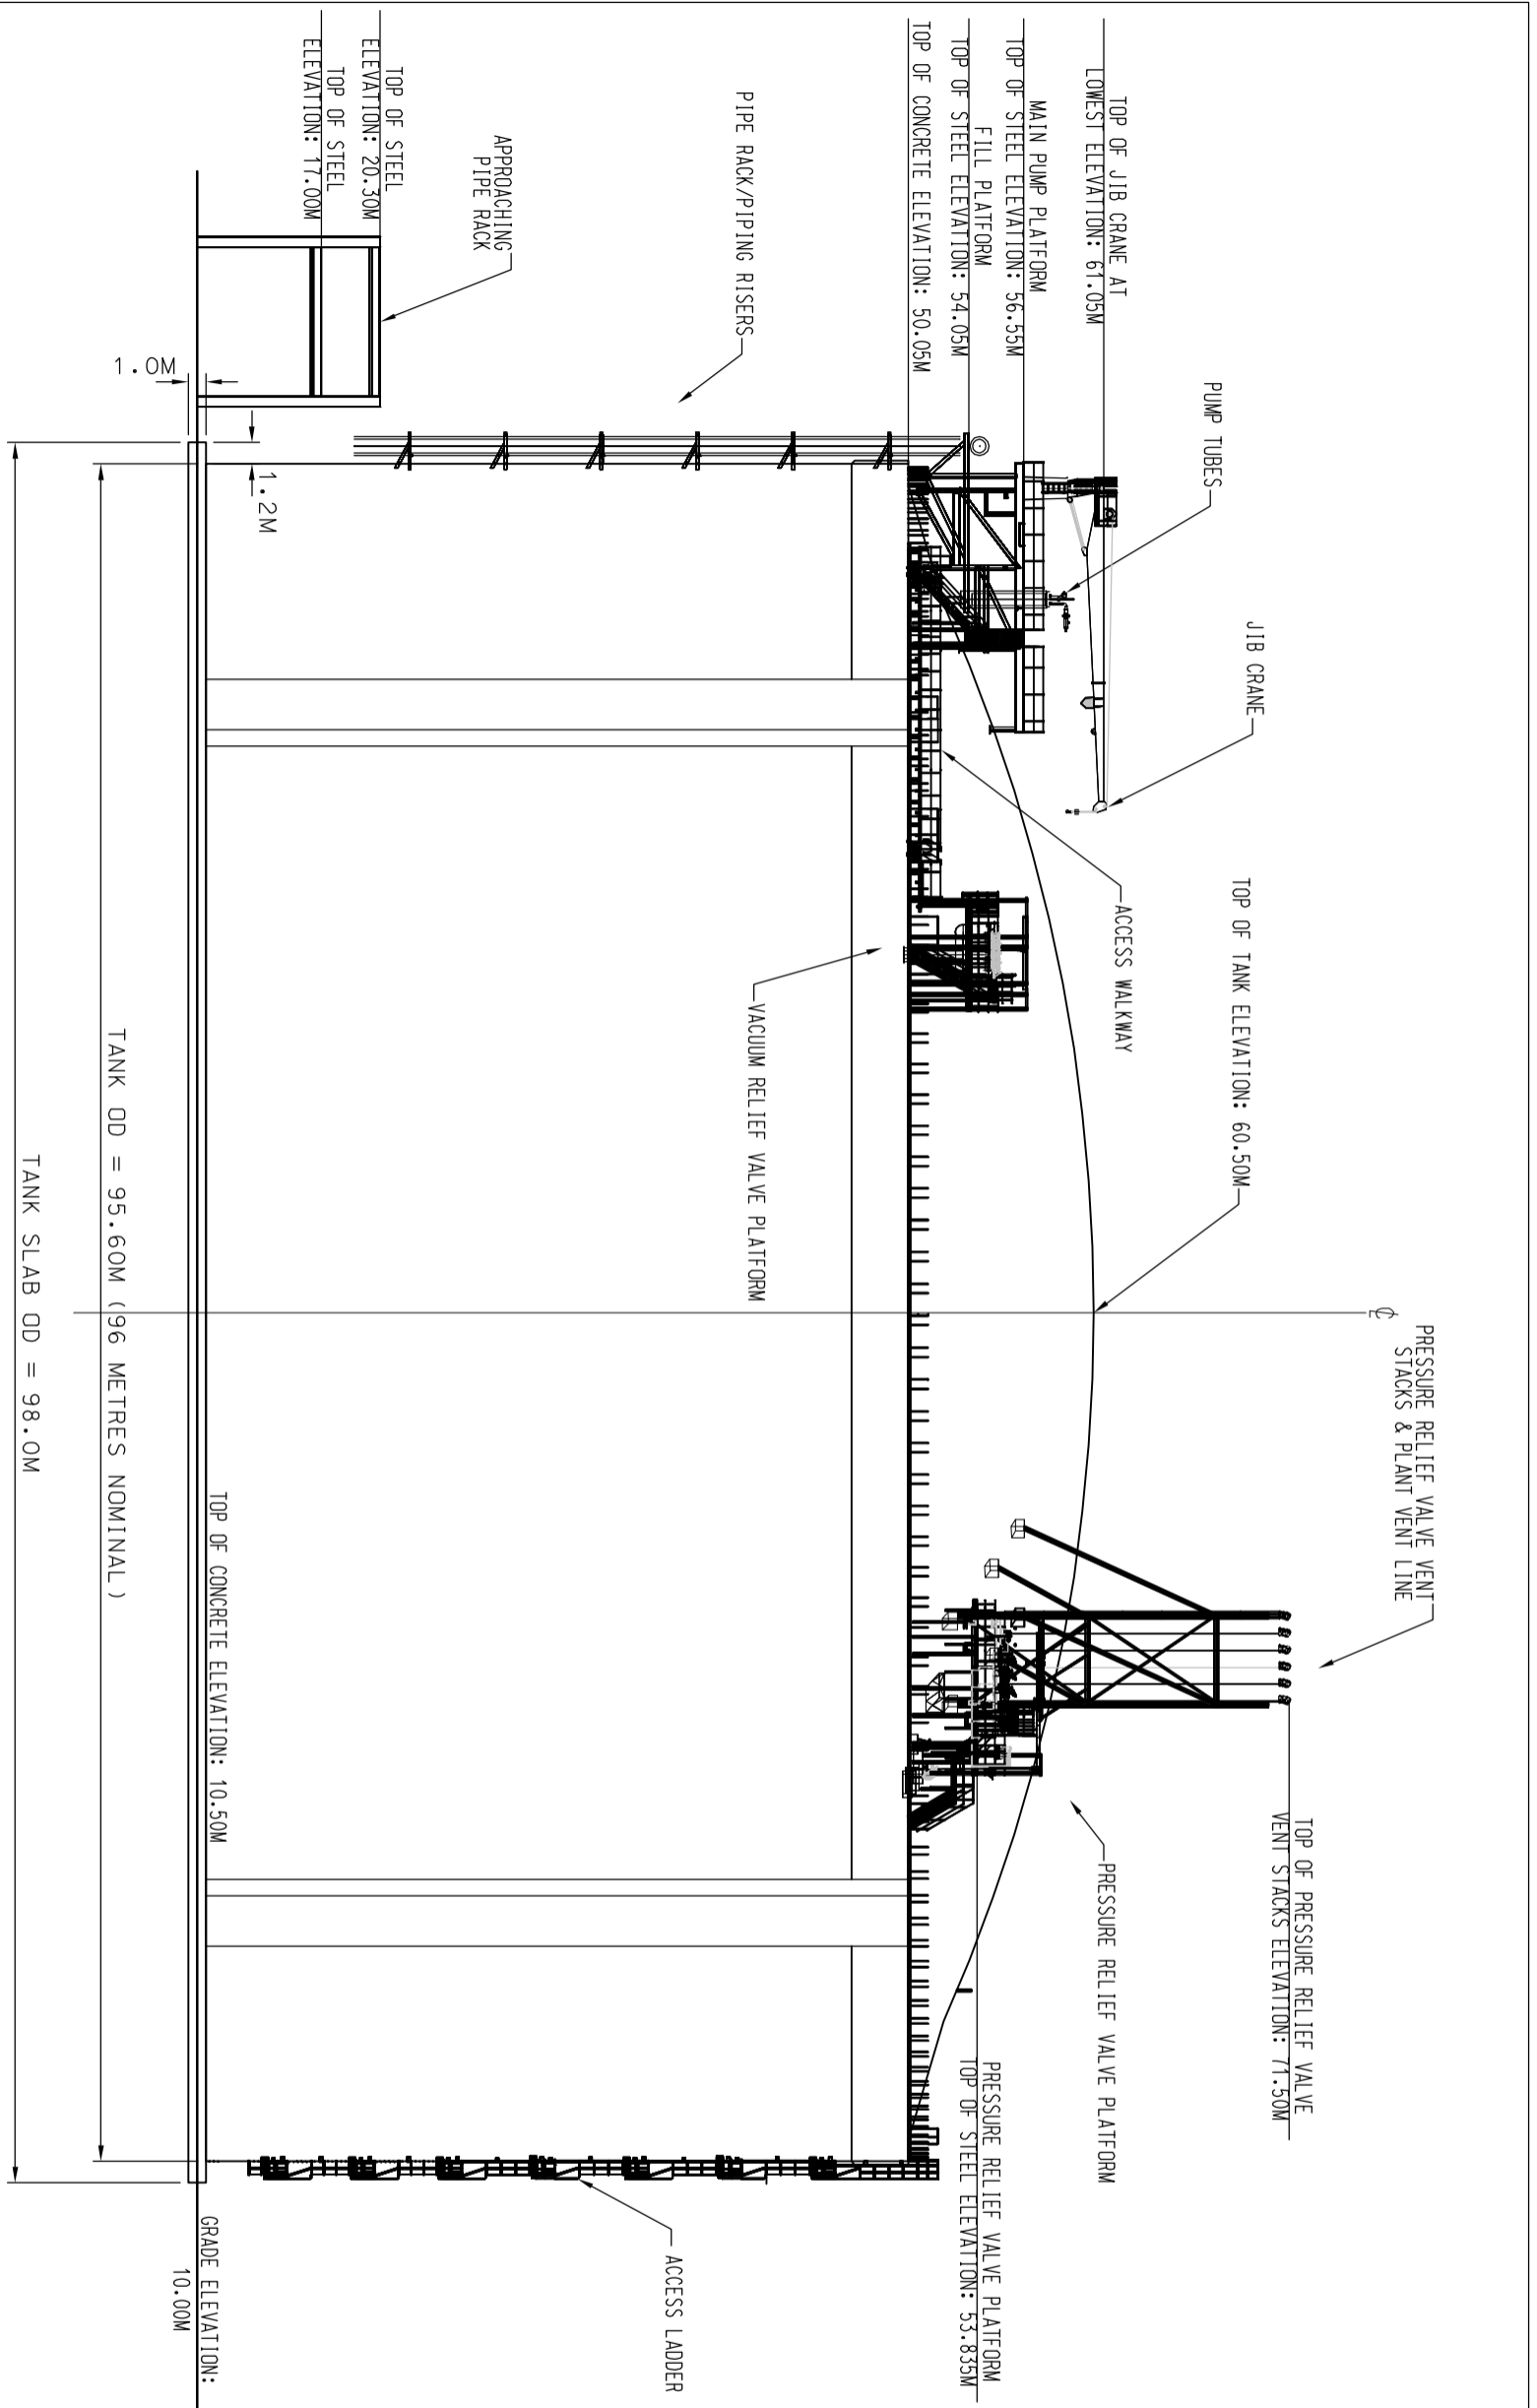 PRESSURE RELIEF VALVE VENT
STACKS & PLANT VENT LINE
TOP OF PRESSURE RELIEF VALVE
VENT STACKS ELEVATION: 71.50M
℄
JIB CRANE
TOP OF TANK ELEVATION: 60.50M
PUMP TUBES
TOP OF JIB CRANE AT
LOWEST ELEVATION: 61.05M
MAIN PUMP PLATFORM
TOP OF STEEL ELEVATION: 56.55M
FILL PLATFORM
TOP OF STEEL ELEVATION: 54.05M
TOP OF CONCRETE ELEVATION: 50.05M
ACCESS WALKWAY
PRESSURE RELIEF VALVE PLATFORM
PRESSURE RELIEF VALVE PLATFORM
TOP OF STEEL ELEVATION: 53.835M
PIPE RACK/PIPING RISERS
VACUUM RELIEF VALVE PLATFORM
ACCESS LADDER
APPROACHING
PIPE RACK
TOP OF STEEL
ELEVATION: 20.30M
TOP OF STEEL
ELEVATION: 17.00M
1.2M
1.0M
TOP OF CONCRETE ELEVATION: 10.50M
GRADE ELEVATION:
10.00M
TANK OD = 95.60M (96 METRES NOMINAL)
TANK SLAB OD = 98.0M